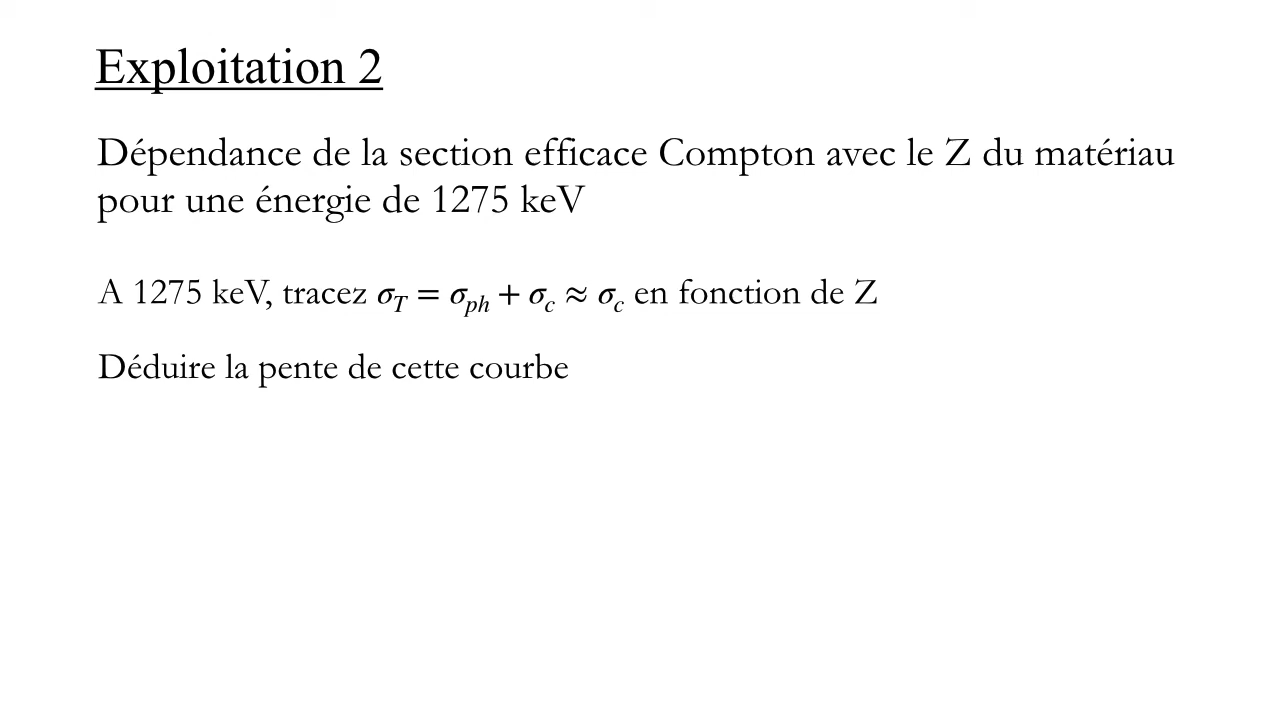 Exploitation 2
Dépendance de la section efficace Compton avec le Z du matériau
pour une énergie de 1275 keV
A 1275 keV, tracez σ_T = σ_ph + σ_c ≈ σ_c en fonction de Z
Déduire la pente de cette courbe